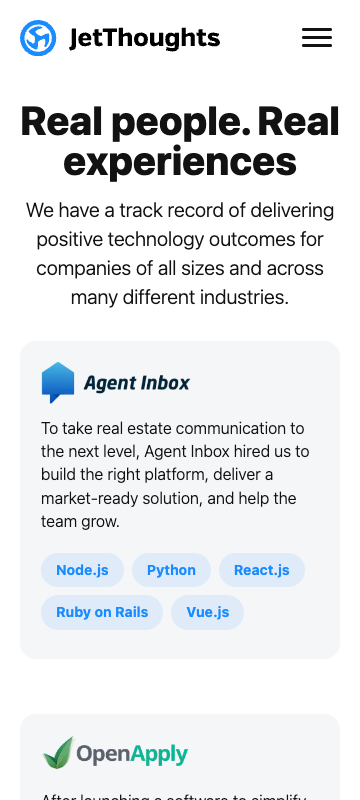 JetThoughts
Real people. Real
experiences
We have a track record of delivering
positive technology outcomes for
companies of all sizes and across
many different industries.
Agent Inbox
To take real estate communication to
the next level, Agent Inbox hired us to
build the right platform, deliver a
market-ready solution, and help the
team grow.
Node.js Python React.js
Ruby on Rails Vue.js
OpenApply
After launching a software to simplify